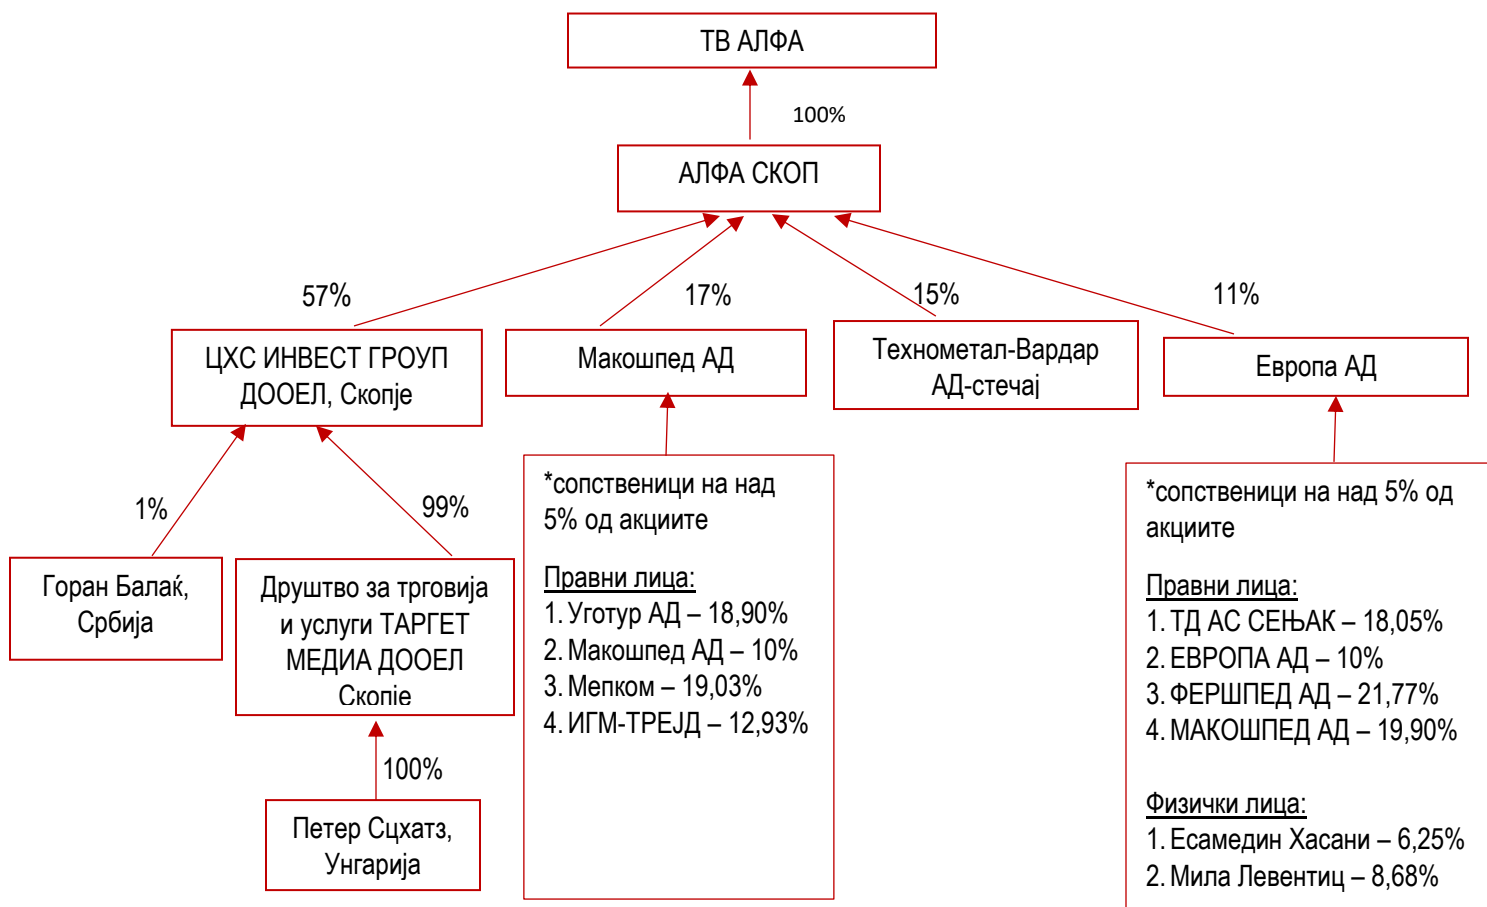 ТВ АЛФА
100%
АЛФА СКОП
57%
17%
15%
11%
ЦХС ИНВЕСТ ГРОУП
ДООЕЛ, Скопје
Макошпед АД
Технометал-Вардар
АД-стечај
Европа АД
1%
99%
Горан Балаќ,
Србија
Друштво за трговија
и услуги ТАРГЕТ
МЕДИА ДООЕЛ
Скопје
100%
Петер Сцхатз,
Унгарија
*сопственици на над
5% од акциите
Правни лица:
1. Уготур АД – 18,90%
2. Макошпед АД – 10%
3. Мепком – 19,03%
4. ИГМ-ТРЕЈД – 12,93%
*сопственици на над 5% од
акциите
Правни лица:
1. ТД АС СЕЊАК – 18,05%
2. ЕВРОПА АД – 10%
3. ФЕРШПЕД АД – 21,77%
4. МАКОШПЕД АД – 19,90%
Физички лица:
1. Есамедин Хасани – 6,25%
2. Мила Левентиц – 8,68%